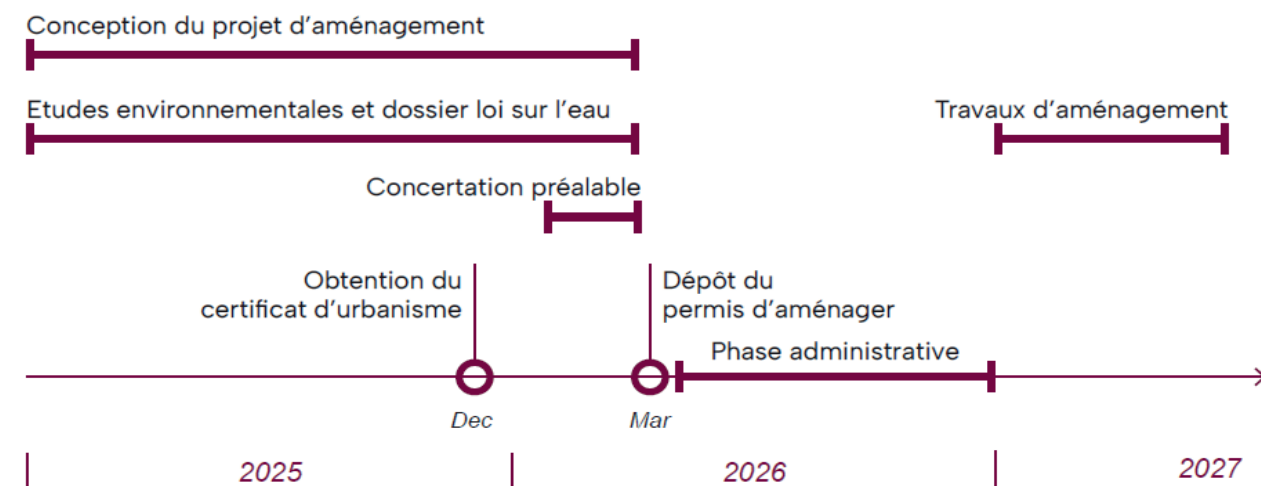 Conception du projet d’aménagement
Etudes environnementales et dossier loi sur l’eau
Travaux d’aménagement
Concertation préalable
Obtention du
certificat d’urbanisme
Dépôt du
permis d’aménager
Phase administrative
Dec
Mar
2025
2026
2027